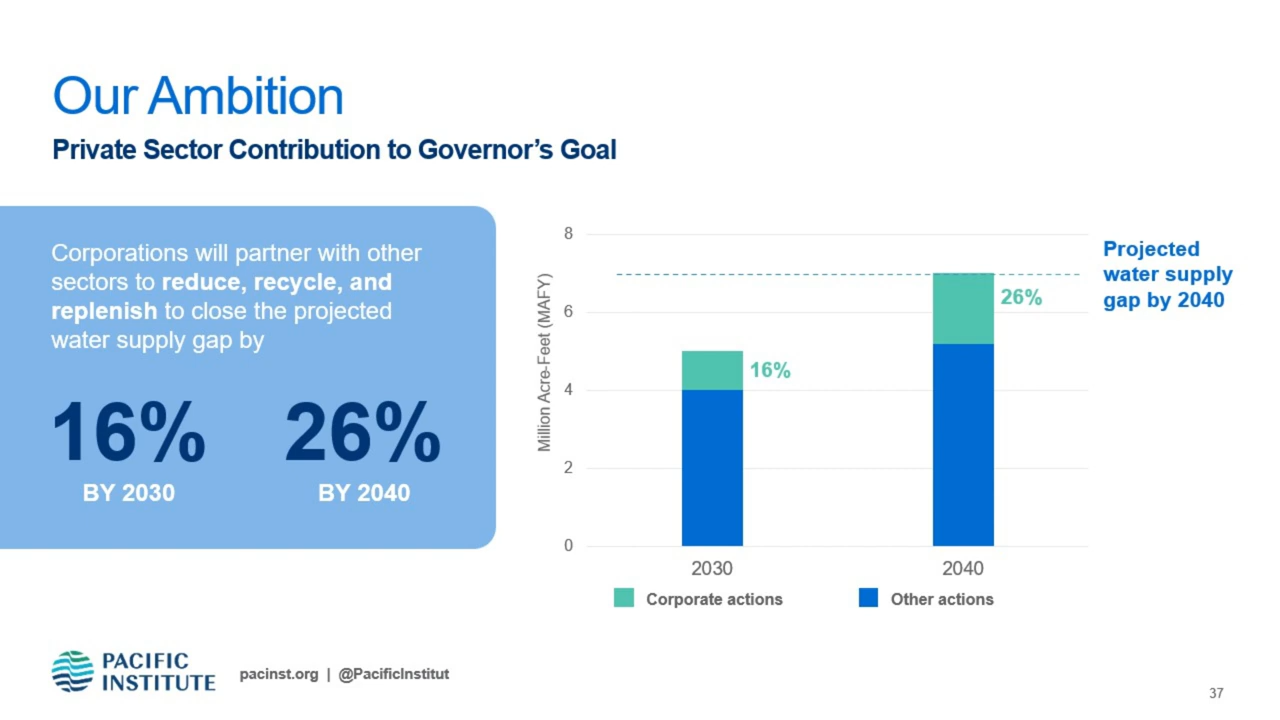 Our Ambition
Private Sector Contribution to Governor’s Goal
Corporations will partner with other
sectors to reduce, recycle, and
replenish to close the projected
water supply gap by
16%
BY 2030
26%
BY 2040
Million Acre-Feet (MAFY)
8
6
4
2
0
16%
26%
2030
2040
Projected
water supply
gap by 2040
Corporate actions
Other actions
PACIFIC
INSTITUTE
pacinst.org | @PacificInstitut
37